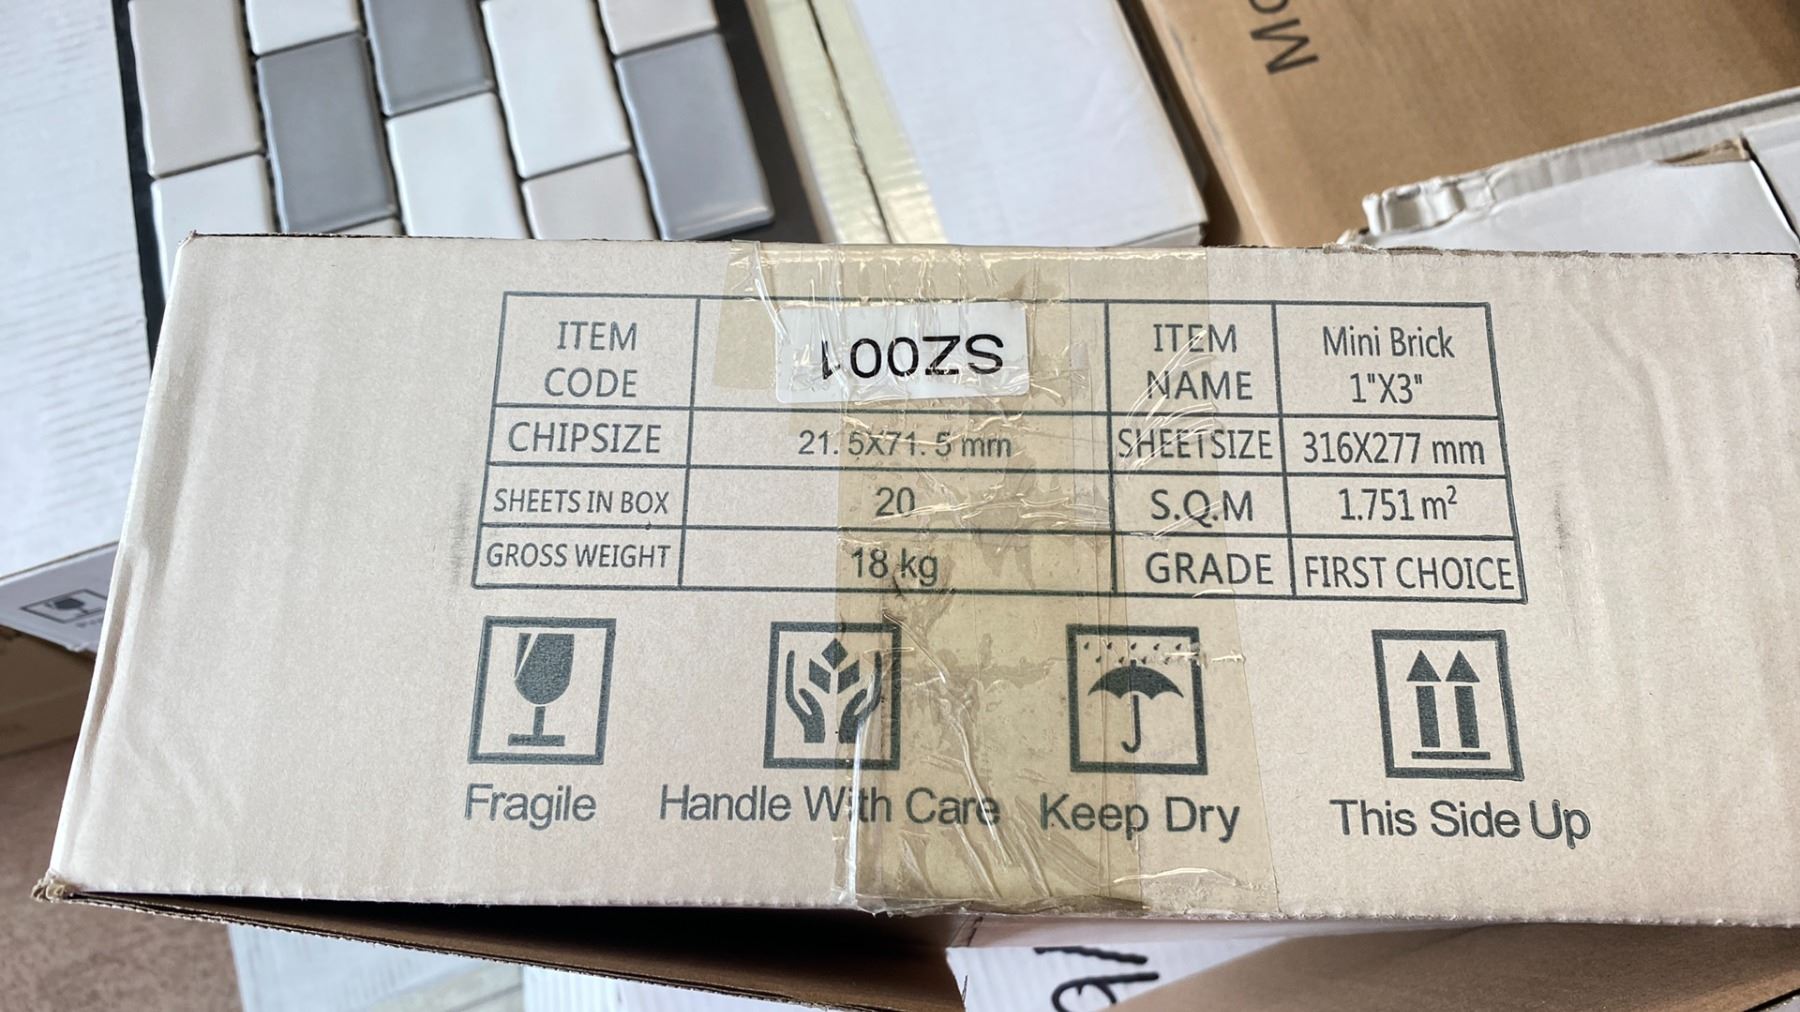 Mo
ITEM CODE
SZ001
ITEM NAME
Mini Brick 1"X3"
CHIPSIZE
21.5X71.5 mm
SHEETSIZE
316X277 mm
SHEETS IN BOX
20
S.Q.M
1.751 m²
GROSS WEIGHT
18 kg
GRADE
FIRST CHOICE
Fragile
Handle With Care
Keep Dry
This Side Up